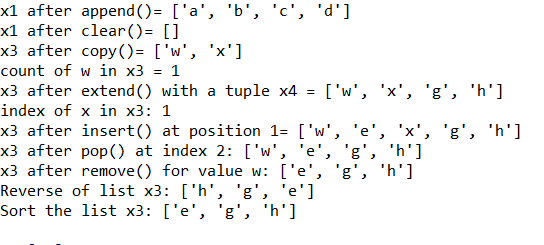 x1 after append()= ['a', 'b', 'c', 'd']
x1 after clear()= []
x3 after copy()= ['w', 'x']
count of w in x3 = 1
x3 after extend() with a tuple x4 = ['w', 'x', 'g', 'h']
index of x in x3: 1
x3 after insert() at position 1= ['w', 'e', 'x', 'g', 'h']
x3 after pop() at index 2: ['w', 'e', 'g', 'h']
x3 after remove() for value w: ['e', 'g', 'h']
Reverse of list x3: ['h', 'g', 'e']
Sort the list x3: ['e', 'g', 'h']